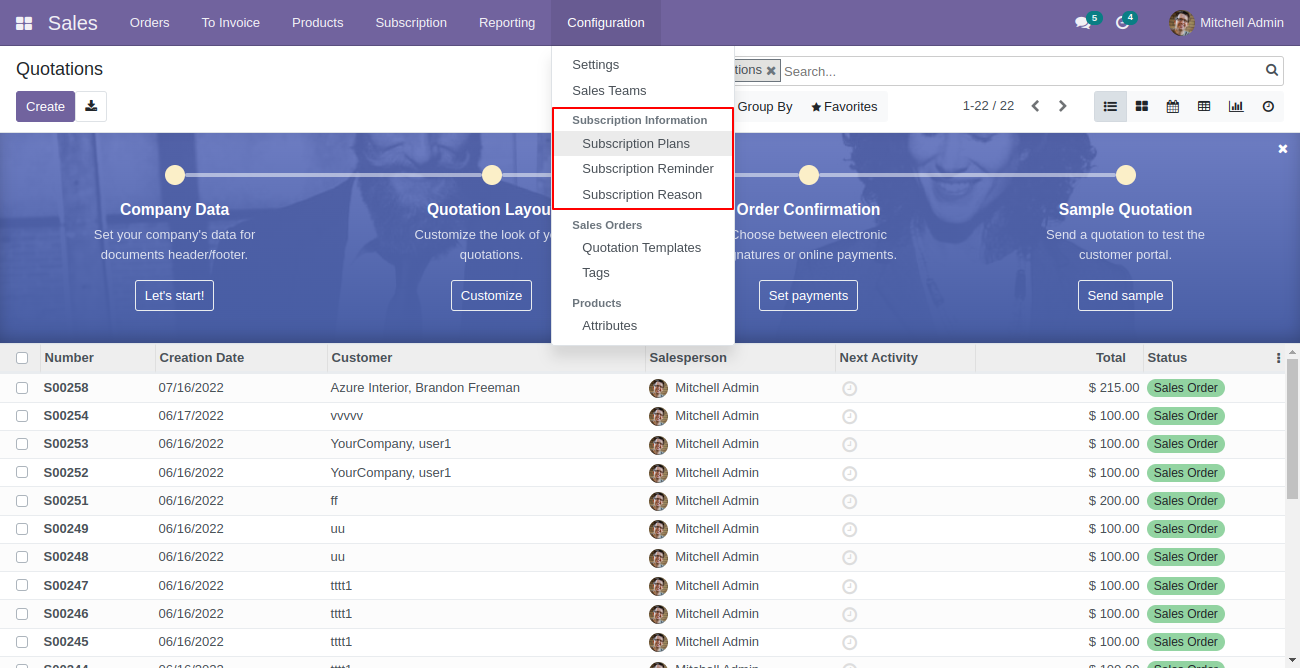 Sales Orders To Invoice Products Subscription Reporting Configuration 5 4 Mitchell Admin
Quotations
tions Search...
Create Group By Favorites 1-22 / 22
Settings
Sales Teams
Subscription Information
Subscription Plans
Subscription Reminder
Subscription Reason
Sales Orders
Quotation Templates
Tags
Products
Attributes
Company Data
Set your company's data for
documents header/footer.
Let's start!
Quotation Layou
Customize the look of yo
quotations.
Customize
Order Confirmation
Choose between electronic
natures or online payments.
Set payments
Sample Quotation
Send a quotation to test the
customer portal.
Send sample
Number Creation Date Customer Salesperson Next Activity Total Status
S00258 07/16/2022 Azure Interior, Brandon Freeman Mitchell Admin $ 215.00 Sales Order
S00254 06/17/2022 vvvvv Mitchell Admin $ 100.00 Sales Order
S00253 06/16/2022 YourCompany, user1 Mitchell Admin $ 100.00 Sales Order
S00252 06/16/2022 YourCompany, user1 Mitchell Admin $ 100.00 Sales Order
S00251 06/16/2022 ff Mitchell Admin $ 200.00 Sales Order
S00249 06/16/2022 uu Mitchell Admin $ 100.00 Sales Order
S00248 06/16/2022 uu Mitchell Admin $ 100.00 Sales Order
S00247 06/16/2022 tttt1 Mitchell Admin $ 100.00 Sales Order
S00246 06/16/2022 tttt1 Mitchell Admin $ 100.00 Sales Order
S00245 06/16/2022 tttt1 Mitchell Admin $ 100.00 Sales Order